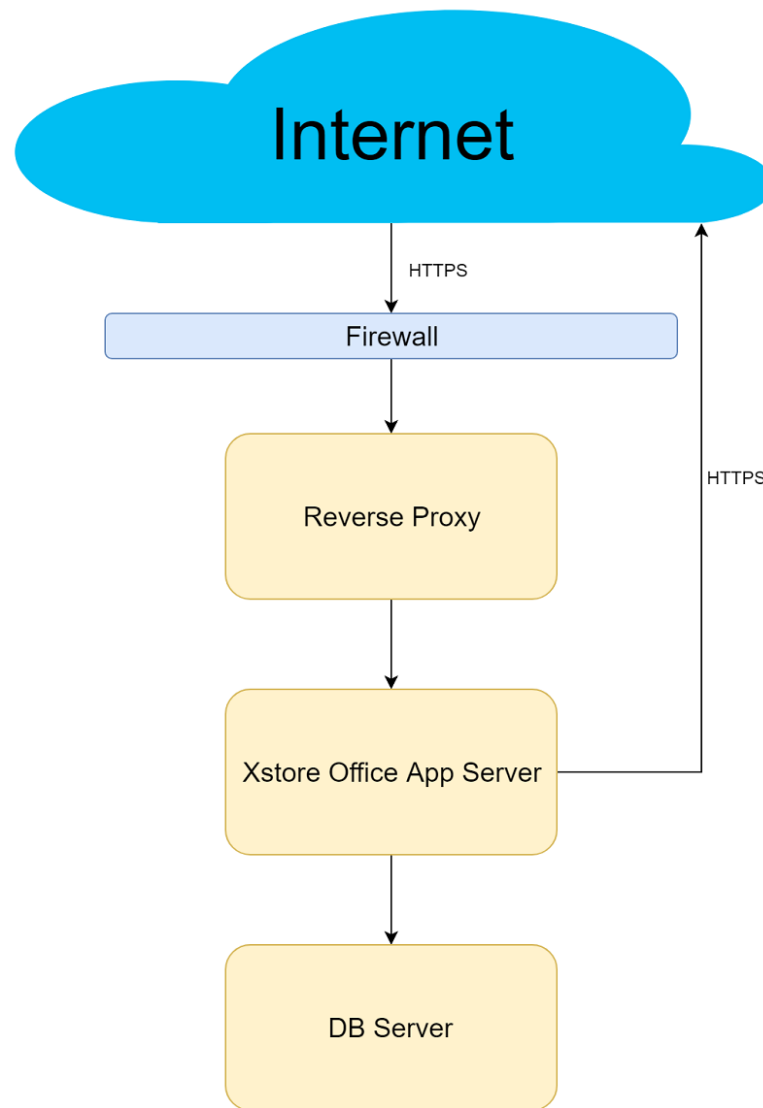 Internet
HTTPS
Firewall
HTTPS
Reverse Proxy
Xstore Office App Server
DB Server